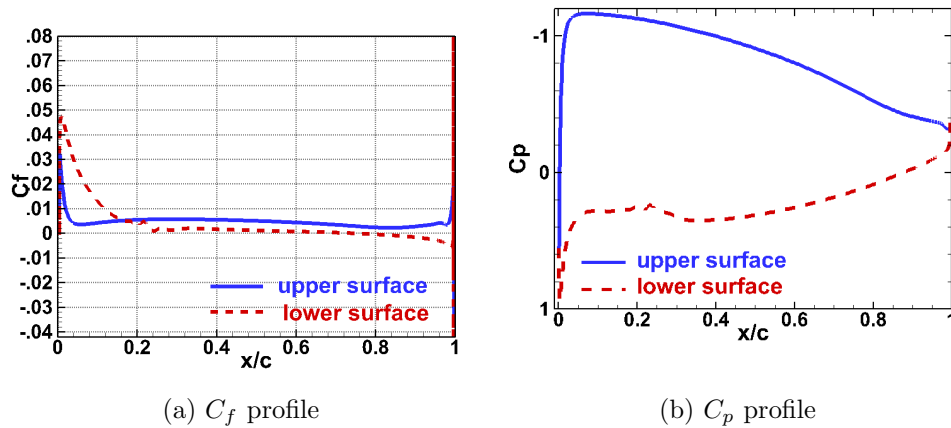 .08
.07
.06
.05
.04
.03
.02
.01
0
-.01
-.02
-.03
-.04
Cf
0
0.2
0.4
0.6
0.8
1
x/c
upper surface
lower surface
(a) C_f profile
-1
0
1
Cp
0
0.2
0.4
0.6
0.8
1
x/c
upper surface
lower surface
(b) C_p profile